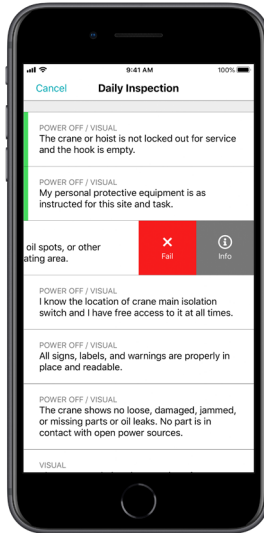 9:41 AM
100%
Cancel
Daily Inspection
POWER OFF / VISUAL
The crane or hoist is not locked out for service
and the hook is empty.
POWER OFF / VISUAL
My personal protective equipment is as
instructed for this site and task.
oil spots, or other
ating area.
Fail
Info
POWER OFF / VISUAL
I know the location of crane main isolation
switch and I have free access to it at all times.
POWER OFF / VISUAL
All signs, labels, and warnings are properly in
place and readable.
POWER OFF / VISUAL
The crane shows no loose, damaged, jammed,
or missing parts or oil leaks. No part is in
contact with open power sources.
VISUAL